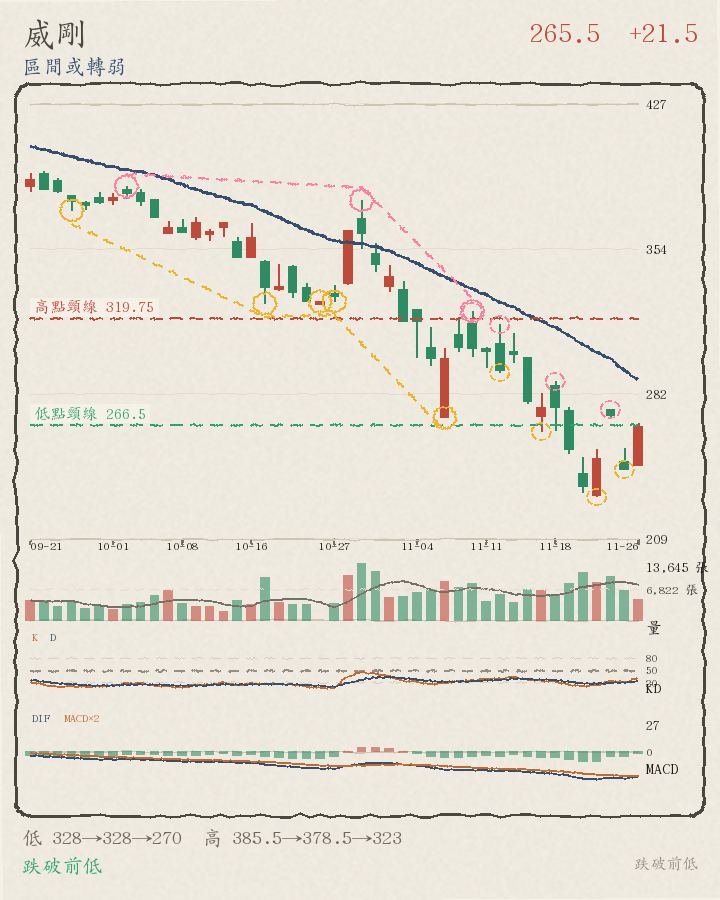 威剛
265.5 +21.5
區間或轉弱
427
354
高點頸線 319.75
282
低點頸線 266.5
209
09-21 10-01 10-08 10-16 10-27 11-04 11-11 11-18 11-26
13,645 張
6,822 張
量
K D
80
50
20
KD
DIF MACD×2
27
0
MACD
低 328→328→270 高 385.5→378.5→323
跌破前低
跌破前低